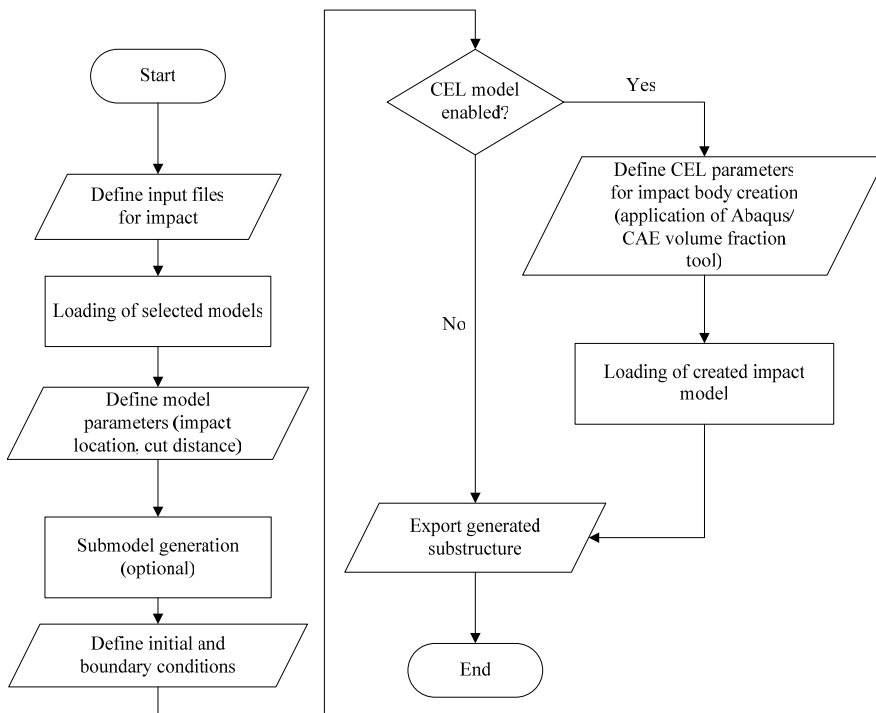 Start
Define input files
for impact
Loading of selected models
Define model
parameters (impact
location, cut distance)
Submodel generation
(optional)
Define initial and
boundary conditions
CEL model
enabled?
Yes
Define CEL parameters
for impact body creation
(application of Abaqus/
CAE volume fraction
tool)
No
Loading of created impact
model
Export generated
substructure
End